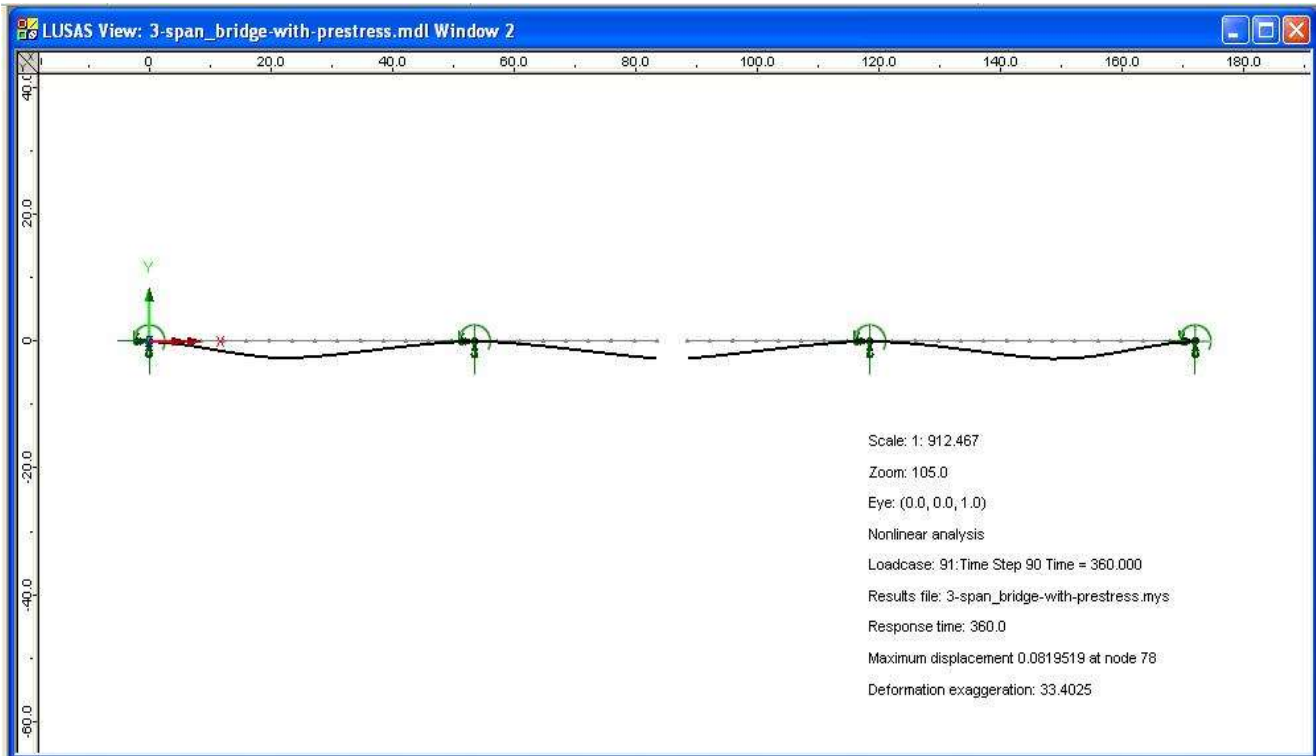 LUSAS View: 3-span_bridge-with-prestress.mdl Window 2
X 0 20.0 40.0 60.0 80.0 100.0 120.0 140.0 160.0 180.0
Y
40.0
20.0
0
-20.0
-40.0
-60.0
Y
X
Scale: 1: 912.467
Zoom: 105.0
Eye: (0.0, 0.0, 1.0)
Nonlinear analysis
Loadcase: 91:Time Step 90 Time = 360.000
Results file: 3-span_bridge-with-prestress.mys
Response time: 360.0
Maximum displacement 0.0819519 at node 78
Deformation exaggeration: 33.4025